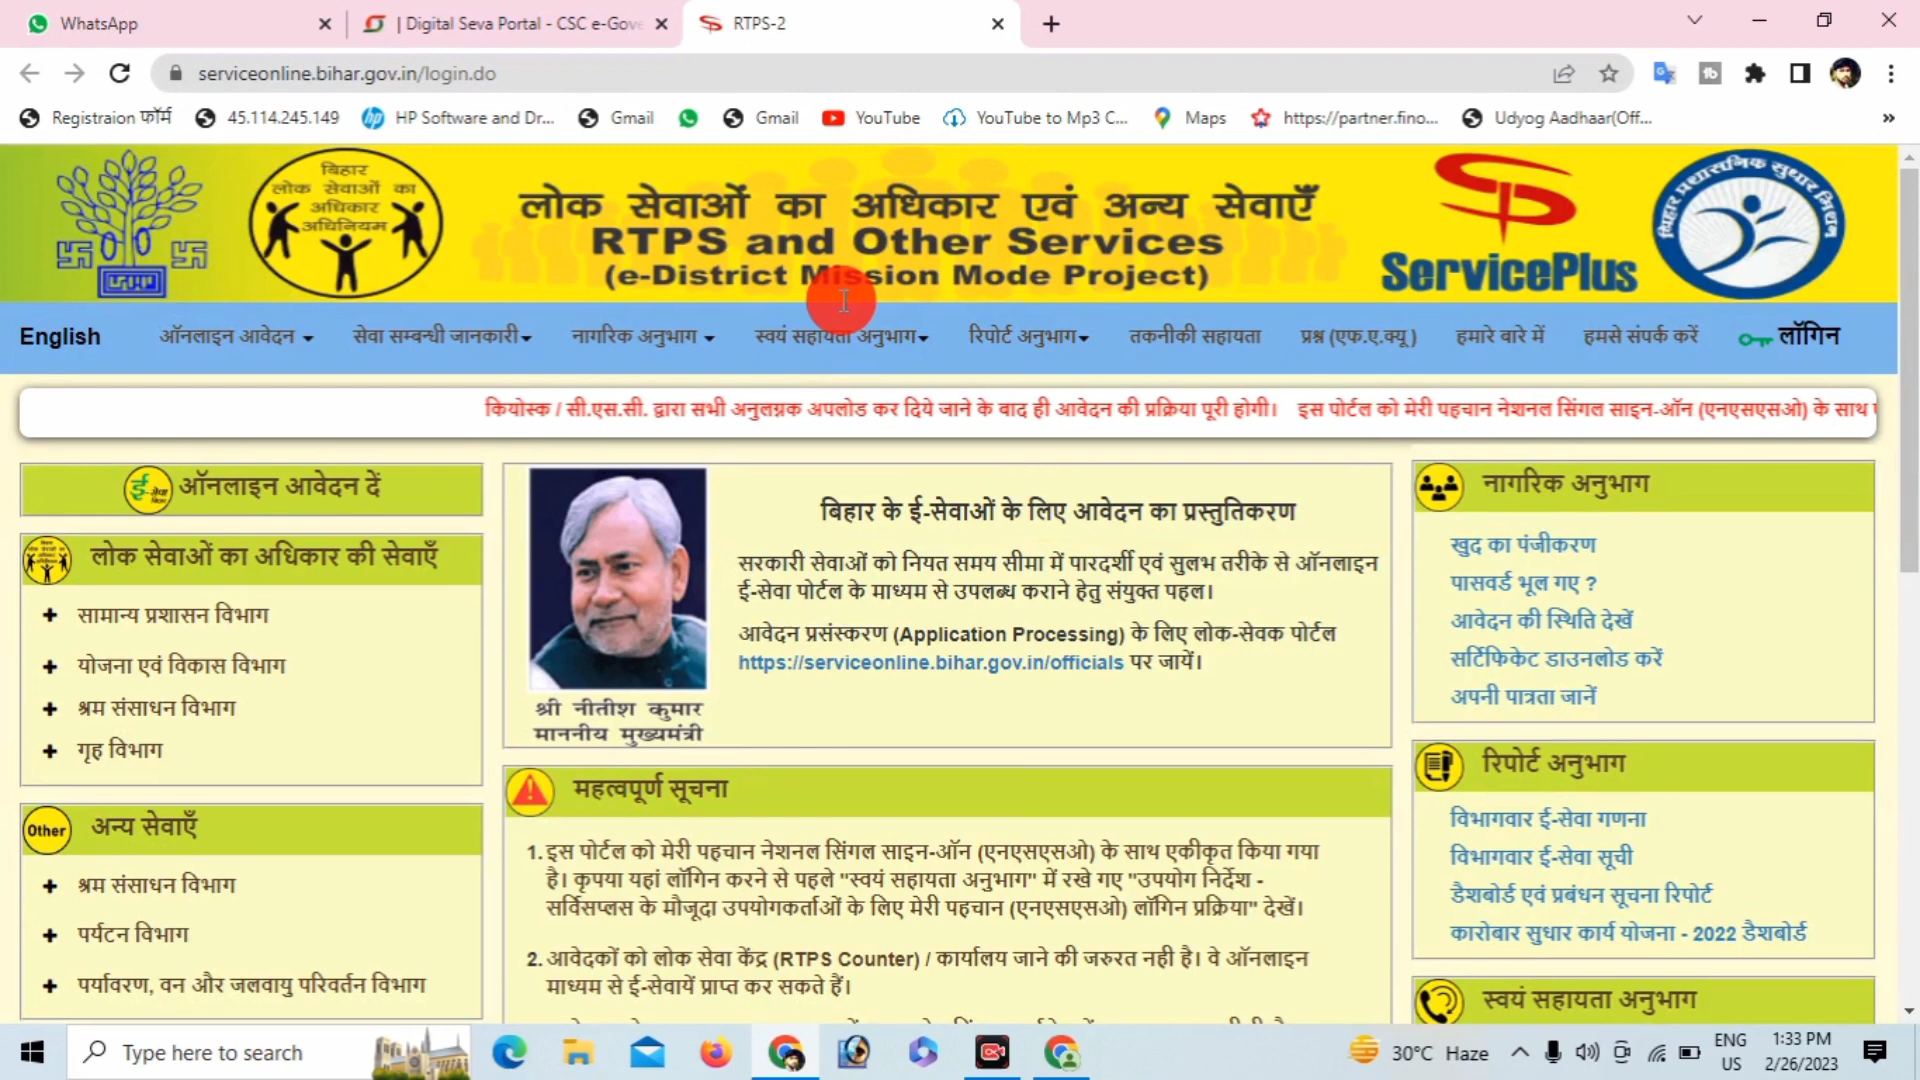 WhatsApp
| Digital Seva Portal - CSC e-Gove
RTPS-2
serviceonline.bihar.gov.in/login.do
Registraion फॉर्म
45.114.245.149
HP Software and Dr...
Gmail
Gmail
YouTube
YouTube to Mp3 C...
Maps
https://partner.fino...
Udyog Aadhaar(Off...
»
बिहार
लोक सेवाओं का
अधिकार
अधिनियम
लोक सेवाओं का अधिकार एवं अन्य सेवाएँ
RTPS and Other Services
(e-District Mission Mode Project)
ServicePlus
बिहार प्रशासनिक सुधार मिशन
English
ऑनलाइन आवेदन
सेवा सम्बन्धी जानकारी
नागरिक अनुभाग
स्वयं सहायता अनुभाग
रिपोर्ट अनुभाग
तकनीकी सहायता
प्रश्न (एफ.ए.क्यू )
हमारे बारे में
हमसे संपर्क करें
लॉगिन
कियोस्क / सी.एस.सी. द्वारा सभी अनुलग्नक अपलोड कर दिये जाने के बाद ही आवेदन की प्रक्रिया पूरी होगी। इस पोर्टल को मेरी पहचान नेशनल सिंगल साइन-ऑन (एनएसएसओ) के साथ
ई-सेवा बिहार
ऑनलाइन आवेदन दें
लोक सेवाओं का अधिकार की सेवाएँ
+ सामान्य प्रशासन विभाग
+ योजना एवं विकास विभाग
+ श्रम संसाधन विभाग
+ गृह विभाग
Other
अन्य सेवाएँ
+ श्रम संसाधन विभाग
+ पर्यटन विभाग
+ पर्यावरण, वन और जलवायु परिवर्तन विभाग
श्री नीतीश कुमार
माननीय मुख्यमंत्री
बिहार के ई-सेवाओं के लिए आवेदन का प्रस्तुतिकरण
सरकारी सेवाओं को नियत समय सीमा में पारदर्शी एवं सुलभ तरीके से ऑनलाइन
ई-सेवा पोर्टल के माध्यम से उपलब्ध कराने हेतु संयुक्त पहल।
आवेदन प्रसंस्करण (Application Processing) के लिए लोक-सेवक पोर्टल
https://serviceonline.bihar.gov.in/officials पर जायें।
महत्वपूर्ण सूचना
1. इस पोर्टल को मेरी पहचान नेशनल सिंगल साइन-ऑन (एनएसएसओ) के साथ एकीकृत किया गया
है। कृपया यहां लॉगिन करने से पहले "स्वयं सहायता अनुभाग" में रखे गए "उपयोग निर्देश -
सर्विसप्लस के मौजूदा उपयोगकर्ताओं के लिए मेरी पहचान (एनएसएसओ) लॉगिन प्रक्रिया" देखें।
2. आवेदकों को लोक सेवा केंद्र (RTPS Counter) / कार्यालय जाने की जरुरत नही है। वे ऑनलाइन
माध्यम से ई-सेवायें प्राप्त कर सकते हैं।
नागरिक अनुभाग
खुद का पंजीकरण
पासवर्ड भूल गए ?
आवेदन की स्थिति देखें
सर्टिफिकेट डाउनलोड करें
अपनी पात्रता जानें
रिपोर्ट अनुभाग
विभागवार ई-सेवा गणना
विभागवार ई-सेवा सूची
डैशबोर्ड एवं प्रबंधन सूचना रिपोर्ट
कारोबार सुधार कार्य योजना - 2022 डैशबोर्ड
स्वयं सहायता अनुभाग
Type here to search
30°C Haze
ENG
US
1:33 PM
2/26/2023